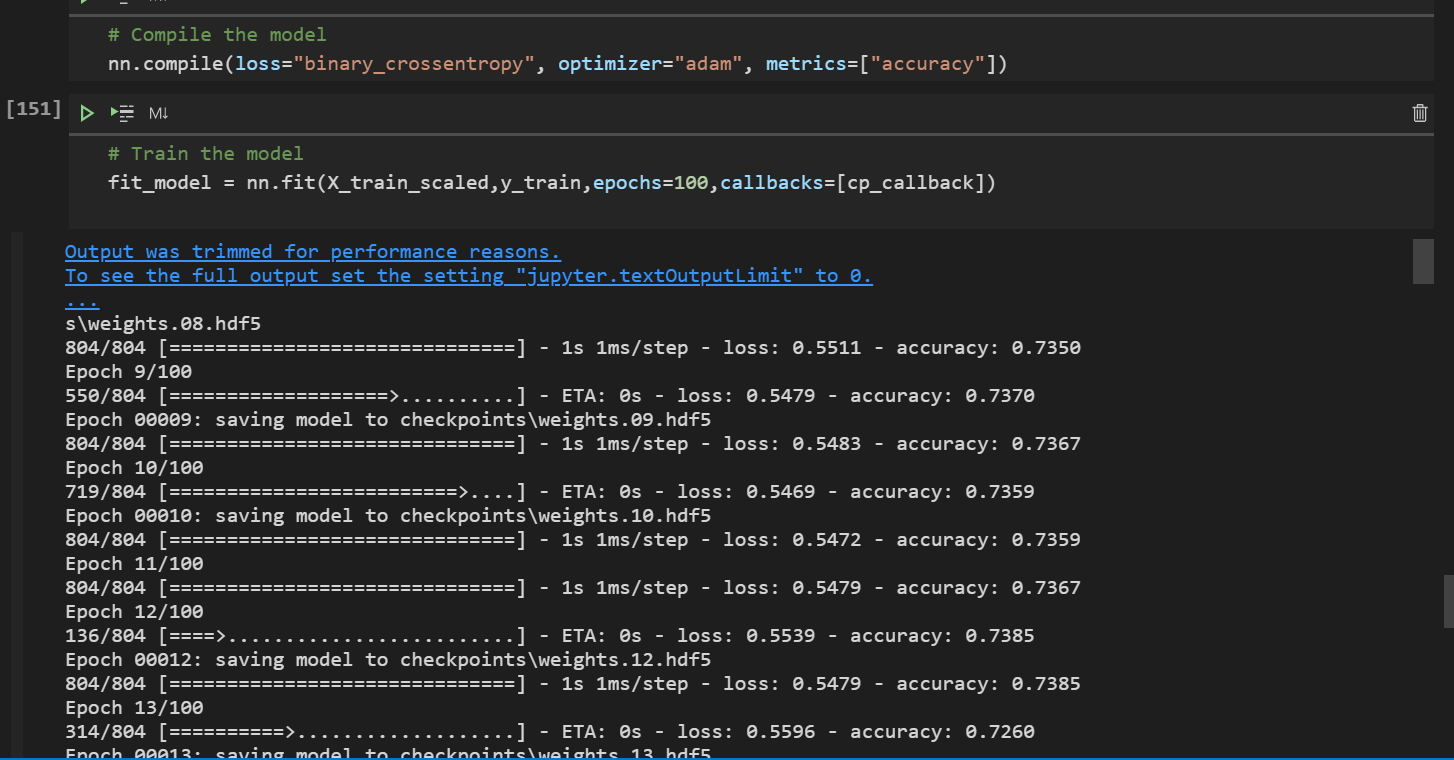 # Compile the model
nn.compile(loss="binary_crossentropy", optimizer="adam", metrics=["accuracy"])
[151]
M↓
# Train the model
fit_model = nn.fit(X_train_scaled,y_train,epochs=100,callbacks=[cp_callback])
Output was trimmed for performance reasons.
To see the full output set the setting "jupyter.textOutputLimit" to 0.
...
s\weights.08.hdf5
804/804 [==============================] - 1s 1ms/step - loss: 0.5511 - accuracy: 0.7350
Epoch 9/100
550/804 [===================>..........] - ETA: 0s - loss: 0.5479 - accuracy: 0.7370
Epoch 00009: saving model to checkpoints\weights.09.hdf5
804/804 [==============================] - 1s 1ms/step - loss: 0.5483 - accuracy: 0.7367
Epoch 10/100
719/804 [=========================>....] - ETA: 0s - loss: 0.5469 - accuracy: 0.7359
Epoch 00010: saving model to checkpoints\weights.10.hdf5
804/804 [==============================] - 1s 1ms/step - loss: 0.5472 - accuracy: 0.7359
Epoch 11/100
804/804 [==============================] - 1s 1ms/step - loss: 0.5479 - accuracy: 0.7367
Epoch 12/100
136/804 [====>.........................] - ETA: 0s - loss: 0.5539 - accuracy: 0.7385
Epoch 00012: saving model to checkpoints\weights.12.hdf5
804/804 [==============================] - 1s 1ms/step - loss: 0.5479 - accuracy: 0.7385
Epoch 13/100
314/804 [==========>...................] - ETA: 0s - loss: 0.5596 - accuracy: 0.7260
Epoch 00013: saving model to checkpoints\weights.13.hdf5